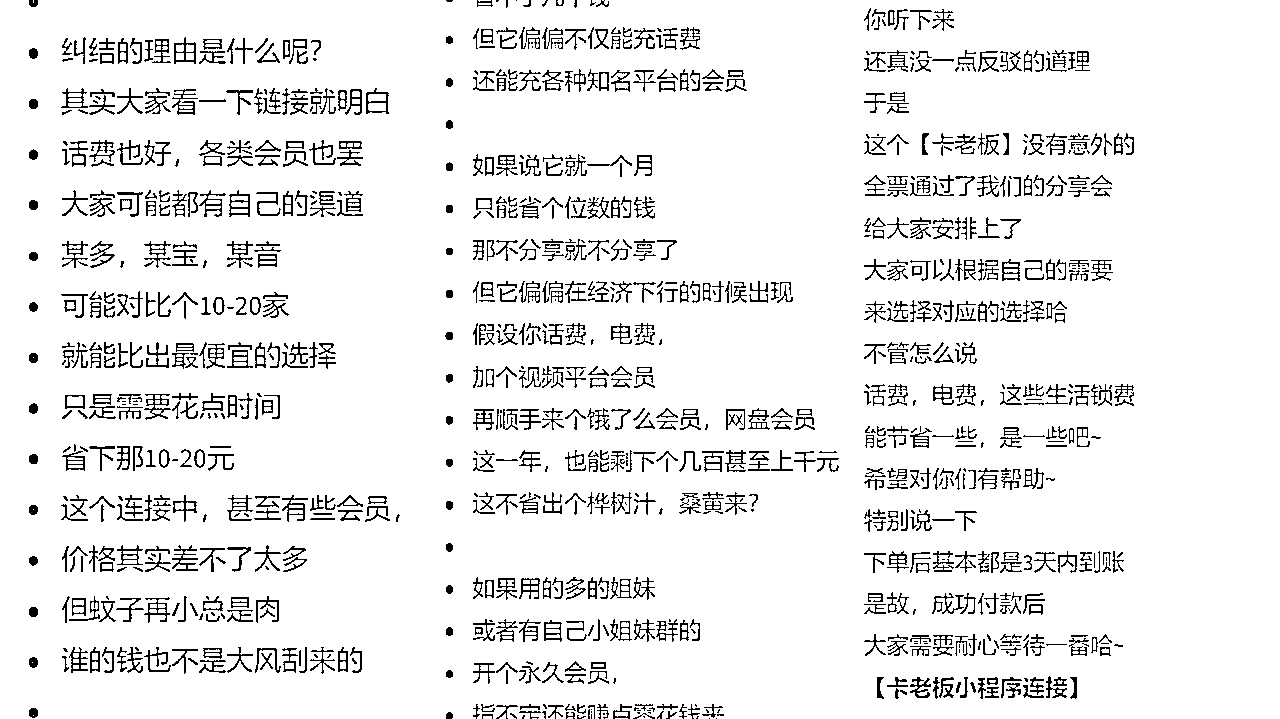 纠结的理由是什么呢？
其实大家看一下链接就明白
话费也好，各类会员也罢
大家可能都有自己的渠道
某多，某宝，某音
可能对比个10-20家
就能比出最便宜的选择
只是需要花点时间
省下那10-20元
这个连接中，甚至有些会员，
价格其实差不了太多
但蚊子再小总是肉
谁的钱也不是大风刮来的
但它偏偏不仅能充话费
还能充各种知名平台的会员
如果说它就一个月
只能省个位数的钱
那不分享就不分享了
但它偏偏在经济下行的时候出现
假设你话费，电费，
加个视频平台会员
再顺手来个饿了么会员，网盘会员
这一年，也能剩下个几百甚至上千元
这不省出个桦树汁，桑黄来？
如果用的多的姐妹
或者有自己小姐妹群的
开个永久会员，
指不定还能赚点零花钱来
你听下来
还真没一点反驳的道理
于是
这个【卡老板】没有意外的
全票通过了我们的分享会
给大家安排上了
大家可以根据自己的需要
来选择对应的选择哈
不管怎么说
话费，电费，这些生活锁费
能节省一些，是一些吧~
希望对你们有帮助~
特别说一下
下单后基本都是3天内到账
是故，成功付款后
大家需要耐心等待一番哈~
【卡老板小程序连接】